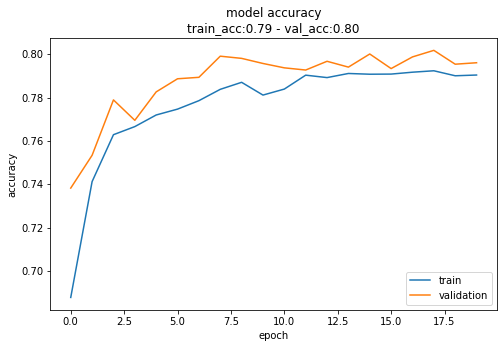 model accuracy
train_acc:0.79 - val_acc:0.80
accuracy
0.80
0.78
0.76
0.74
0.72
0.70
0.0 2.5 5.0 7.5 10.0 12.5 15.0 17.5
epoch
train
validation